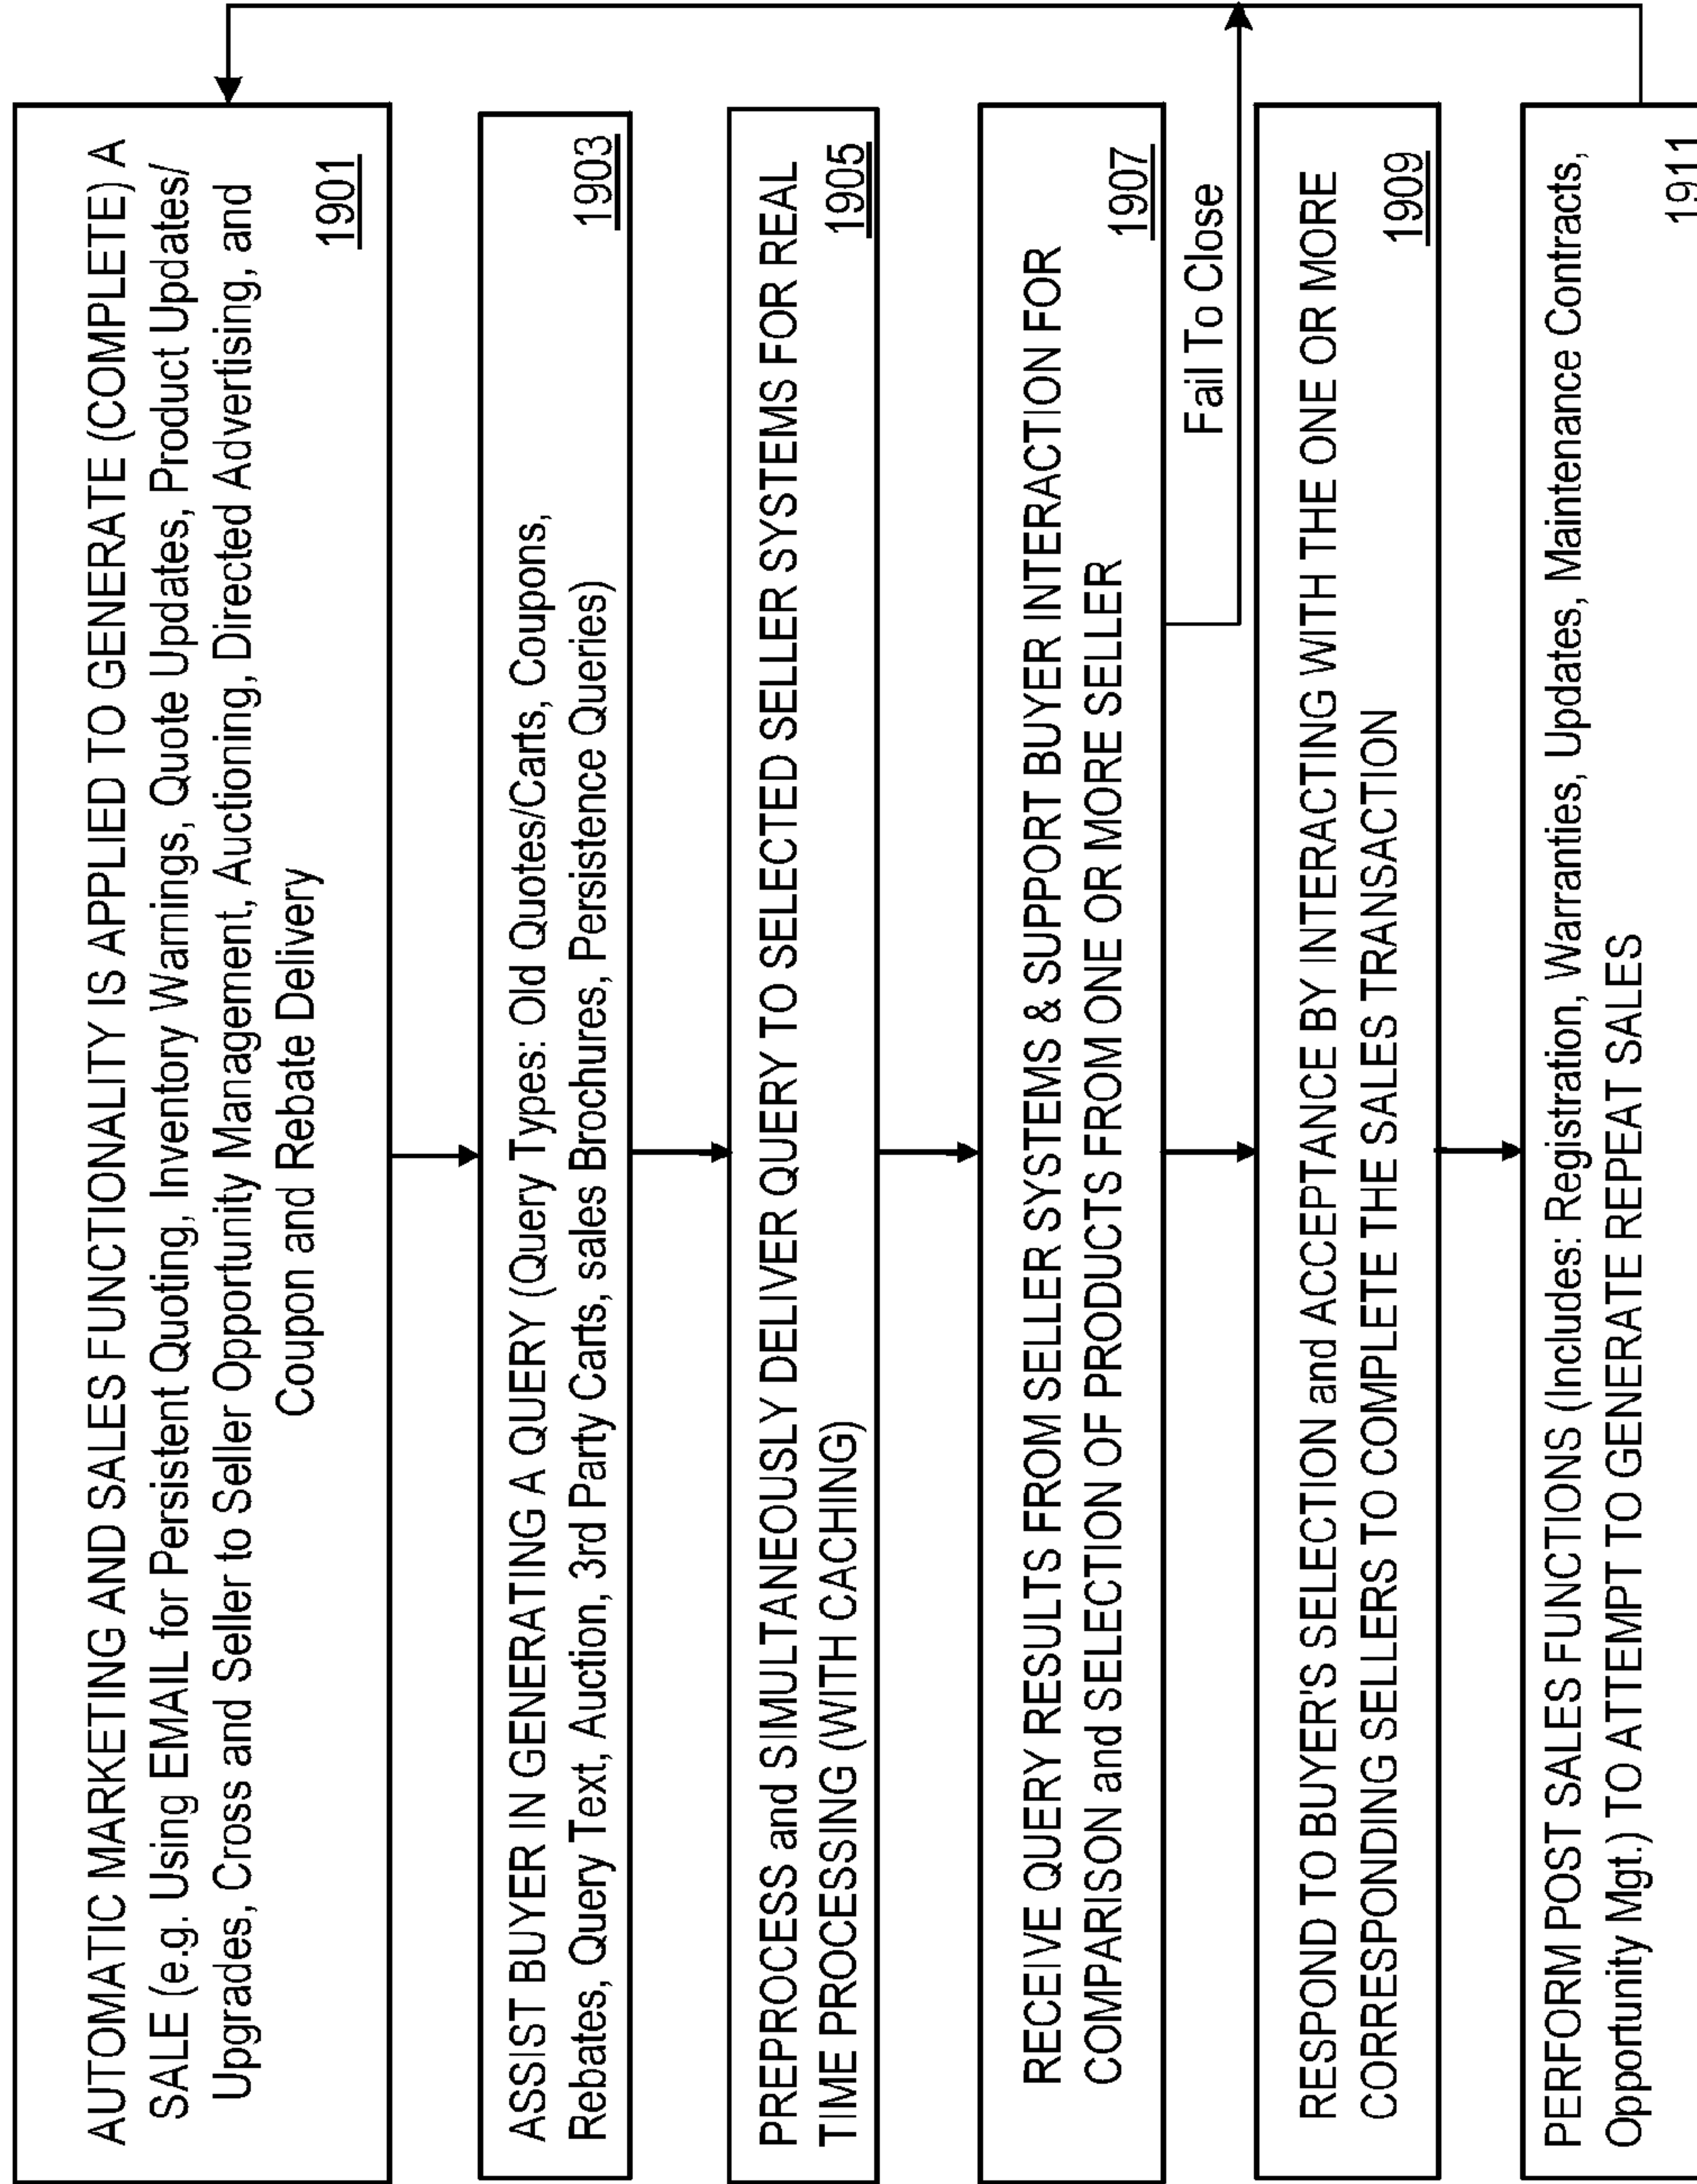 AUTOMATIC MARKETING AND SALES FUNCTIONALITY IS APPLIED TO GENERATE (COMPLETE) A
SALE (e.g. Using EMAIL for Persistent Quoting, Inventory Warnings, Quote Updates, Product Updates/
Upgrades, Cross and Seller to Seller Opportunity Management, Auctioning, Directed Advertising, and
Coupon and Rebate Delivery
1901
ASSIST BUYER IN GENERATING A QUERY (Query Types: Old Quotes/Carts, Coupons,
Rebates, Query Text, Auction, 3rd Party Carts, sales Brochures, Persistence Queries)
1903
PREPROCESS and SIMULTANEOUSLY DELIVER QUERY TO SELECTED SELLER SYSTEMS FOR REAL
TIME PROCESSING (WITH CACHING)
1905
RECEIVE QUERY RESULTS FROM SELLER SYSTEMS & SUPPORT BUYER INTERACTION FOR
COMPARISON and SELECTION OF PRODUCTS FROM ONE OR MORE SELLER
1907
Fail To Close
RESPOND TO BUYER'S SELECTION and ACCEPTANCE BY INTERACTING WITH THE ONE OR MORE
CORRESPONDING SELLERS TO COMPLETE THE SALES TRANSACTION
1909
PERFORM POST SALES FUNCTIONS (Includes: Registration, Warranties, Updates, Maintenance Contracts,
Opportunity Mgt.) TO ATTEMPT TO GENERATE REPEAT SALES
1911